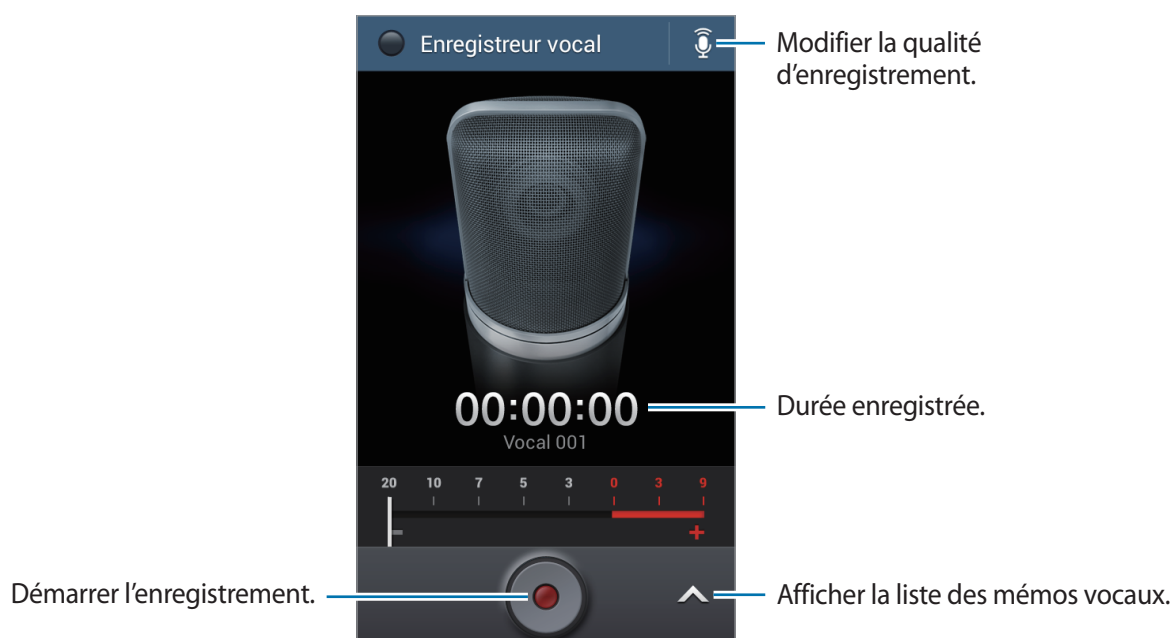 Enregistreur vocal
Modifier la qualité
d'enregistrement.
00:00:00
Durée enregistrée.
Vocal 001
20 10 7 5 3 0 3 9
- +
Démarrer l'enregistrement.
Afficher la liste des mémos vocaux.